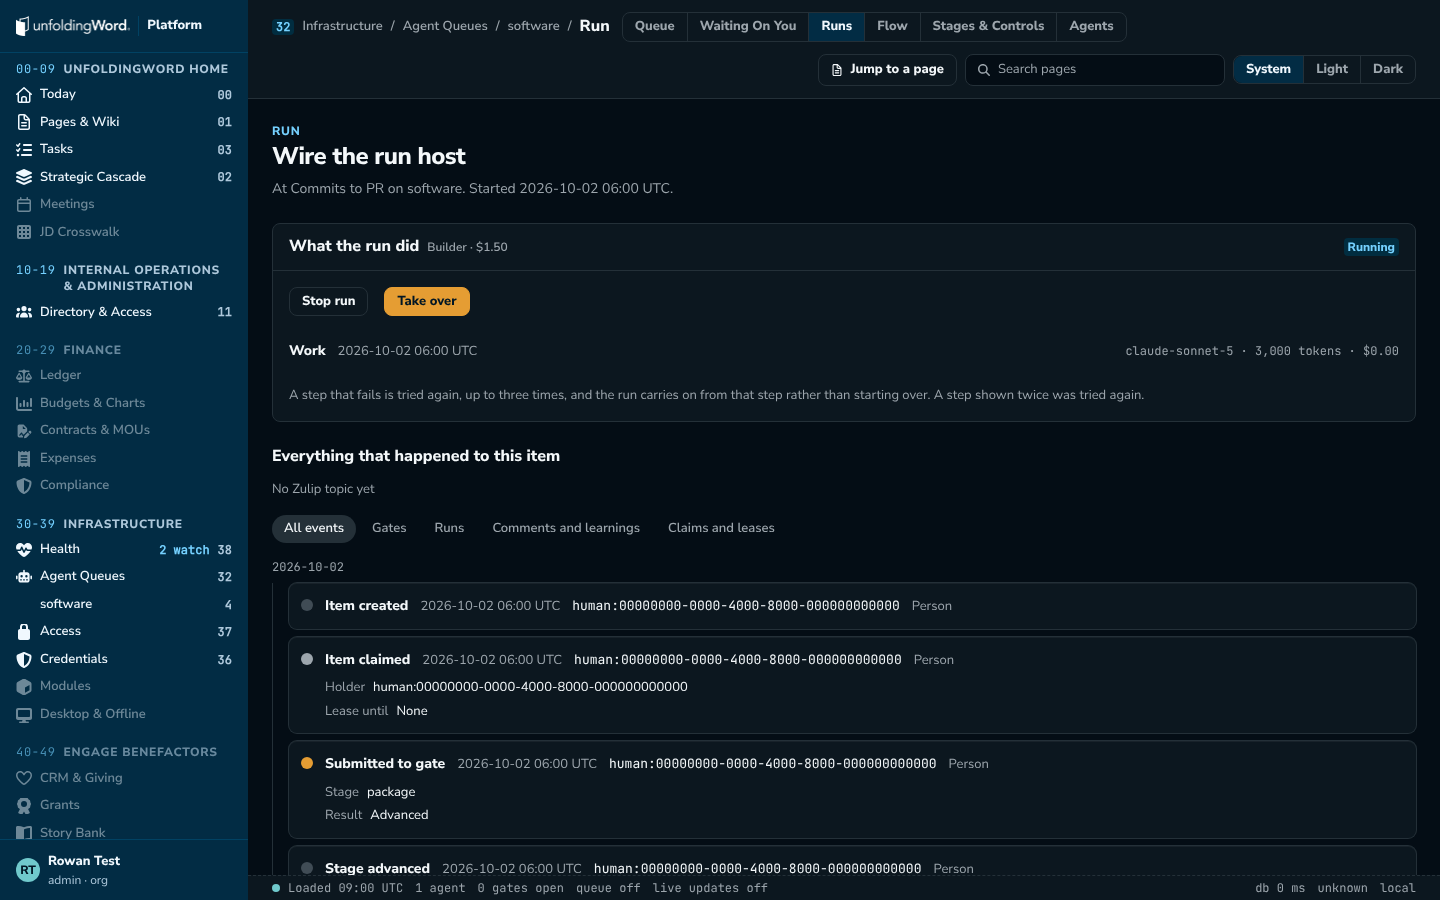 unfoldingWord. Platform
00-09 UNFOLDINGWORD HOME
Today 00
Pages & Wiki 01
Tasks 03
Strategic Cascade 02
Meetings
JD Crosswalk
10-19 INTERNAL OPERATIONS
& ADMINISTRATION
Directory & Access 11
20-29 FINANCE
Ledger
Budgets & Charts
Contracts & MOUs
Expenses
Compliance
30-39 INFRASTRUCTURE
Health 2 watch 38
Agent Queues 32
software 4
Access 37
Credentials 36
Modules
Desktop & Offline
40-49 ENGAGE BENEFACTORS
CRM & Giving
Grants
Story Bank
RT Rowan Test
admin · org
32 Infrastructure / Agent Queues / software / Run
Queue Waiting On You Runs Flow Stages & Controls Agents
Jump to a page Search pages System Light Dark
RUN
Wire the run host
At Commits to PR on software. Started 2026-10-02 06:00 UTC.
What the run did Builder · $1.50 Running
Stop run Take over
Work 2026-10-02 06:00 UTC claude-sonnet-5 · 3,000 tokens · $0.00
A step that fails is tried again, up to three times, and the run carries on from that step rather than starting over. A step shown twice was tried again.
Everything that happened to this item
No Zulip topic yet
All events Gates Runs Comments and learnings Claims and leases
2026-10-02
Item created 2026-10-02 06:00 UTC human:00000000-0000-4000-8000-000000000000 Person
Item claimed 2026-10-02 06:00 UTC human:00000000-0000-4000-8000-000000000000 Person
Holder human:00000000-0000-4000-8000-000000000000
Lease until None
Submitted to gate 2026-10-02 06:00 UTC human:00000000-0000-4000-8000-000000000000 Person
Stage package
Result Advanced
Stage advanced 2026-10-02 06:00 UTC human:00000000-0000-4000-8000-000000000000 Person
Loaded 09:00 UTC 1 agent 0 gates open queue off live updates off db 0 ms unknown local